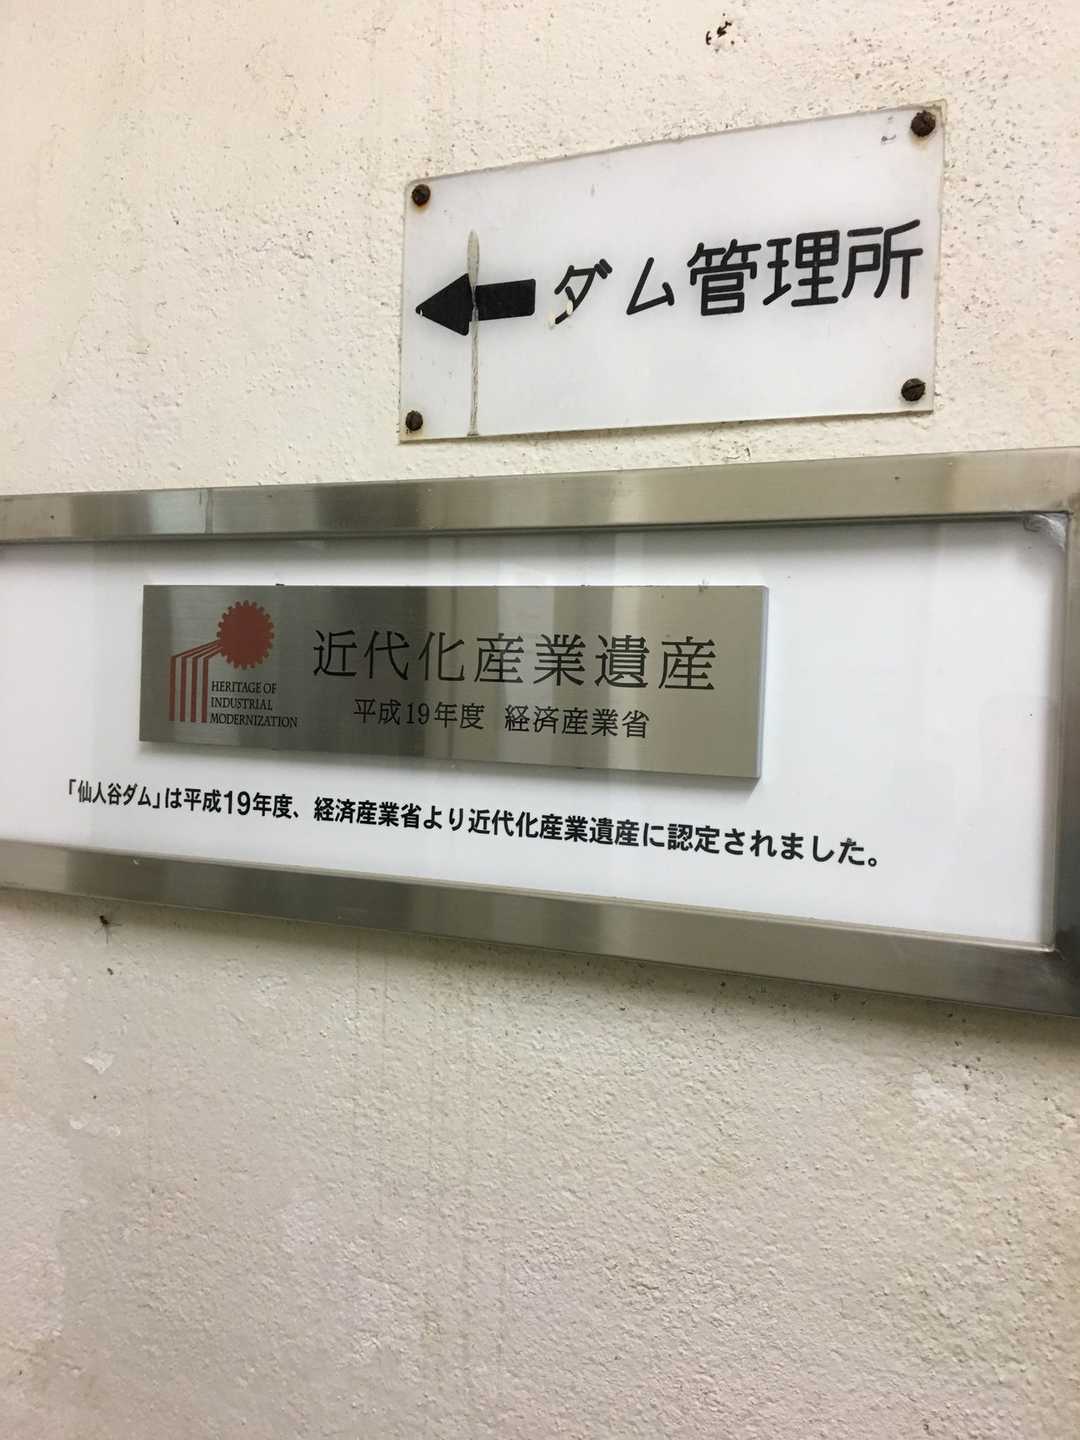 ダム管理所
近代化産業遺産
HERITAGE OF
INDUSTRIAL
MODERNIZATION
平成19年度 経済産業省
「仙人谷ダム」は平成19年度、経済産業省より近代化産業遺産に認定されました。